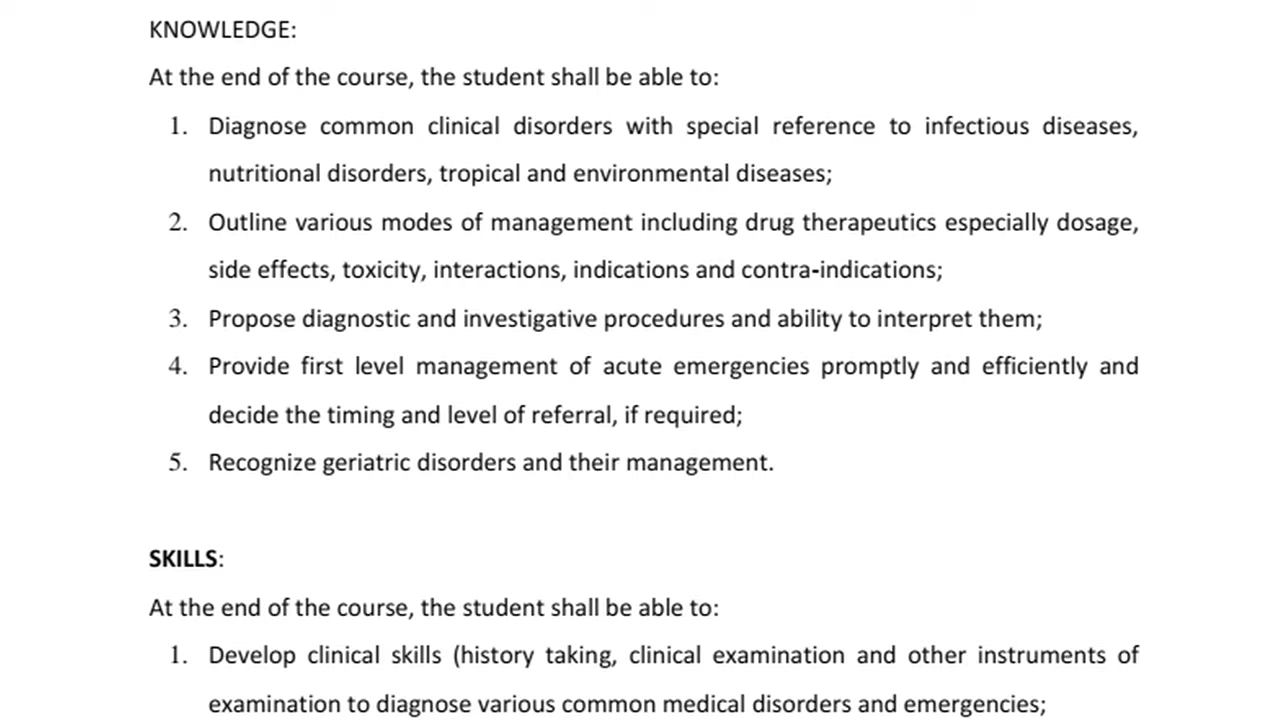 KNOWLEDGE:
At the end of the course, the student shall be able to:
1. Diagnose common clinical disorders with special reference to infectious diseases,
nutritional disorders, tropical and environmental diseases;
2. Outline various modes of management including drug therapeutics especially dosage,
side effects, toxicity, interactions, indications and contra-indications;
3. Propose diagnostic and investigative procedures and ability to interpret them;
4. Provide first level management of acute emergencies promptly and efficiently and
decide the timing and level of referral, if required;
5. Recognize geriatric disorders and their management.
SKILLS:
At the end of the course, the student shall be able to:
1. Develop clinical skills (history taking, clinical examination and other instruments of
examination to diagnose various common medical disorders and emergencies;